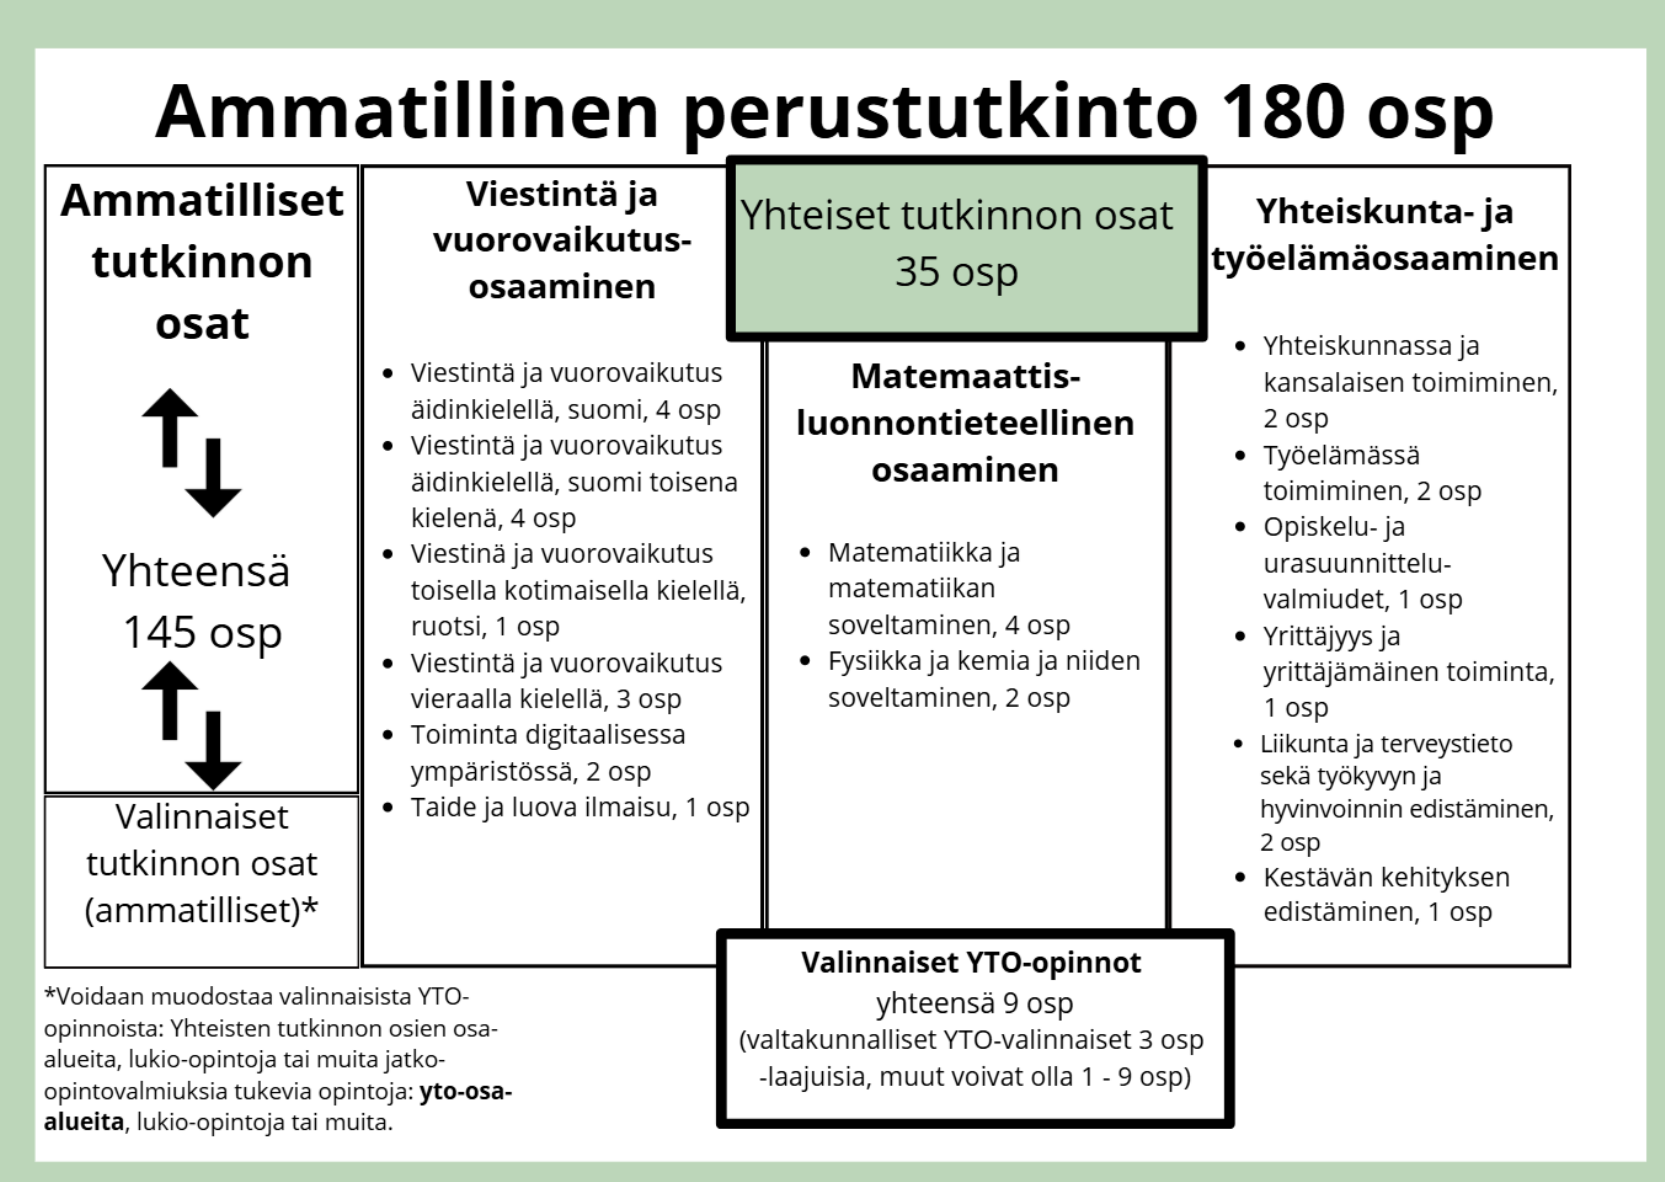 Ammatillinen perustutkinto 180 osp
Ammatilliset
tutkinnon
osat
Yhteensä
145 osp
Valinnaiset
tutkinnon osat
(ammatilliset)*
*Voidaan muodostaa valinnaisista YTO-
opinnoista: Yhteisten tutkinnon osien osa-
alueita, lukio-opintoja tai muita jatko-
opintovalmiuksia tukevia opintoja: yto-osa-
alueita, lukio-opintoja tai muita.
Viestintä ja
vuorovaikutus-
osaaminen
• Viestintä ja vuorovaikutus
äidinkielellä, suomi, 4 osp
• Viestintä ja vuorovaikutus
äidinkielellä, suomi toisena
kielenä, 4 osp
• Viestinä ja vuorovaikutus
toisella kotimaisella kielellä,
ruotsi, 1 osp
• Viestintä ja vuorovaikutus
vieraalla kielellä, 3 osp
• Toiminta digitaalisessa
ympäristössä, 2 osp
• Taide ja luova ilmaisu, 1 osp
Yhteiset tutkinnon osat
35 osp
Matemaattis-
luonnontieteellinen
osaaminen
• Matematiikka ja
matematiikan
soveltaminen, 4 osp
• Fysiikka ja kemia ja niiden
soveltaminen, 2 osp
Yhteiskunta- ja
työelämäosaaminen
• Yhteiskunnassa ja
kansalaisen toimiminen,
2 osp
• Työelämässä
toimiminen, 2 osp
• Opiskelu- ja
urasuunnittelu-
valmiudet, 1 osp
• Yrittäjyys ja
yrittäjämäinen toiminta,
1 osp
• Liikunta ja terveystieto
sekä työkyvyn ja
hyvinvoinnin edistäminen,
2 osp
• Kestävän kehityksen
edistäminen, 1 osp
Valinnaiset YTO-opinnot
yhteensä 9 osp
(valtakunnalliset YTO-valinnaiset 3 osp
-laajuisia, muut voivat olla 1 - 9 osp)